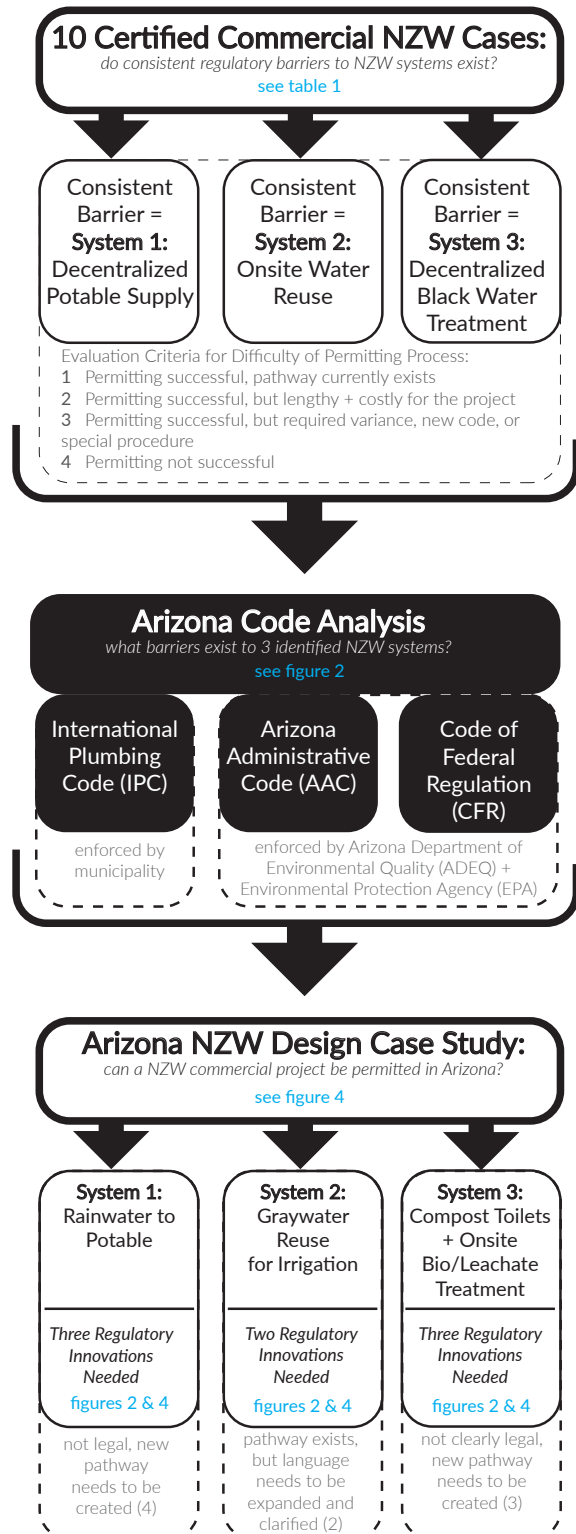 10 Certified Commercial NZW Cases:
do consistent regulatory barriers to NZW systems exist?
see table 1
Consistent
Barrier =
System 1:
Decentralized
Potable Supply
Consistent
Barrier =
System 2:
Onsite Water
Reuse
Consistent
Barrier =
System 3:
Decentralized
Black Water
Treatment
Evaluation Criteria for Difficulty of Permitting Process:
1 Permitting successful, pathway currently exists
2 Permitting successful, but lengthy + costly for the project
3 Permitting successful, but required variance, new code, or
special procedure
4 Permitting not successful
Arizona Code Analysis
what barriers exist to 3 identified NZW systems?
see figure 2
International
Plumbing
Code (IPC)
Arizona
Administrative
Code (AAC)
Code of
Federal
Regulation
(CFR)
enforced by
municipality
enforced by Arizona Department of
Environmental Quality (ADEQ) +
Environmental Protection Agency (EPA)
Arizona NZW Design Case Study:
can a NZW commercial project be permitted in Arizona?
see figure 4
System 1:
Rainwater to
Potable
Three Regulatory
Innovations
Needed
figures 2 & 4
not legal, new
pathway
needs to be
created (4)
System 2:
Graywater
Reuse
for Irrigation
Two Regulatory
Innovations
Needed
figures 2 & 4
pathway exists,
but language
needs to be
expanded and
clarified (2)
System 3:
Compost Toilets
+ Onsite
Bio/Leachate
Treatment
Three Regulatory
Innovations
Needed
figures 2 & 4
not clearly legal,
new pathway
needs to be
created (3)